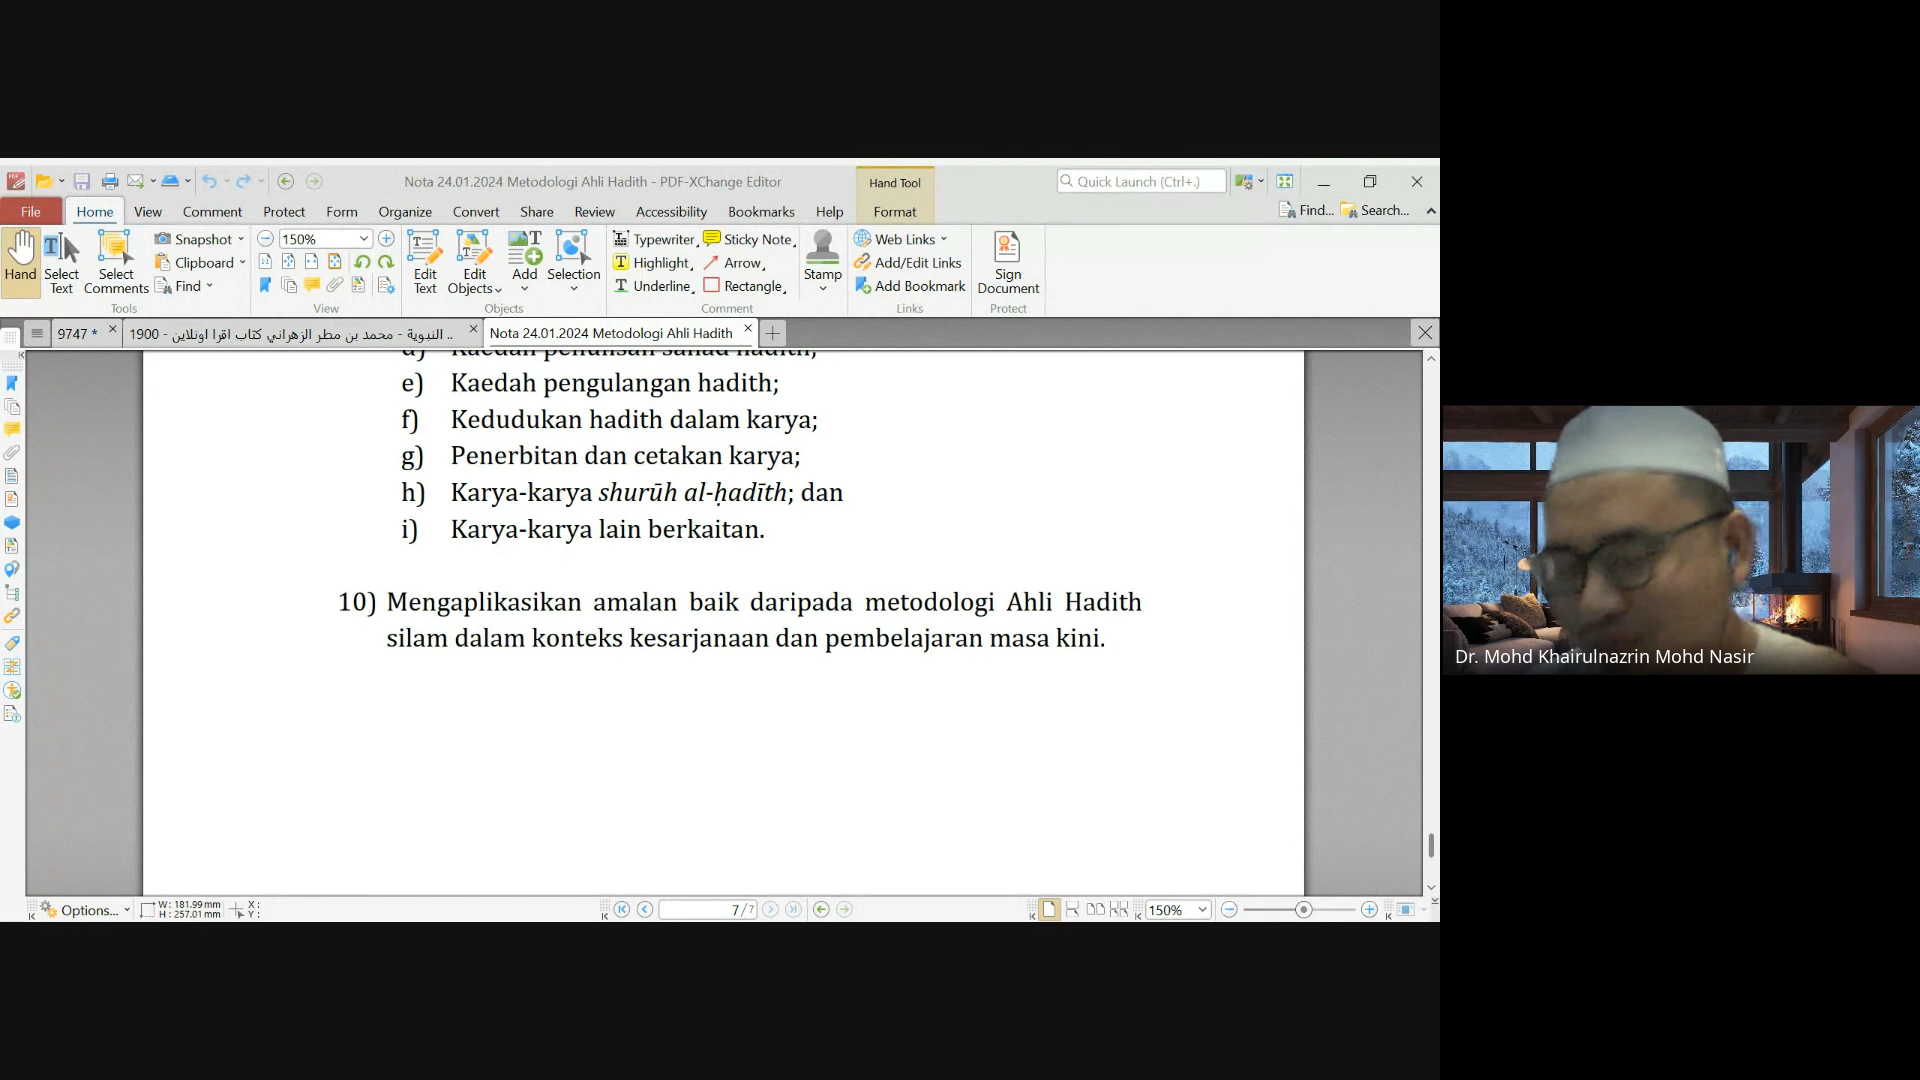 Nota 24.01.2024 Metodologi Ahli Hadith - PDF-XChange Editor
Hand Tool
Quick Launch (Ctrl+.)
File Home View Comment Protect Form Organize Convert Share Review Accessibility Bookmarks Help Format
Find... Search...
Hand
Select Text
Select Comments
Snapshot
Clipboard
Find
Tools
150%
View
Edit Text
Edit Objects
Add
Selection
Objects
Typewriter
Sticky Note
Highlight
Arrow
Underline
Rectangle
Stamp
Comment
Web Links
Add/Edit Links
Add Bookmark
Links
Sign Document
Protect
9747 *
النبوية - محمد بن مطر الزهراني كتاب اقرا اونلاين - 1900 ..
Nota 24.01.2024 Metodologi Ahli Hadith
d) Kaedah penulisan sanad hadith;
e) Kaedah pengulangan hadith;
f) Kedudukan hadith dalam karya;
g) Penerbitan dan cetakan karya;
h) Karya-karya shurūh al-ḥadīth; dan
i) Karya-karya lain berkaitan.
10) Mengaplikasikan amalan baik daripada metodologi Ahli Hadith
silam dalam konteks kesarjanaan dan pembelajaran masa kini.
Dr. Mohd Khairulnazrin Mohd Nasir
Options...
W: 181.99 mm
H: 257.01 mm
X:
Y:
7/7
150%